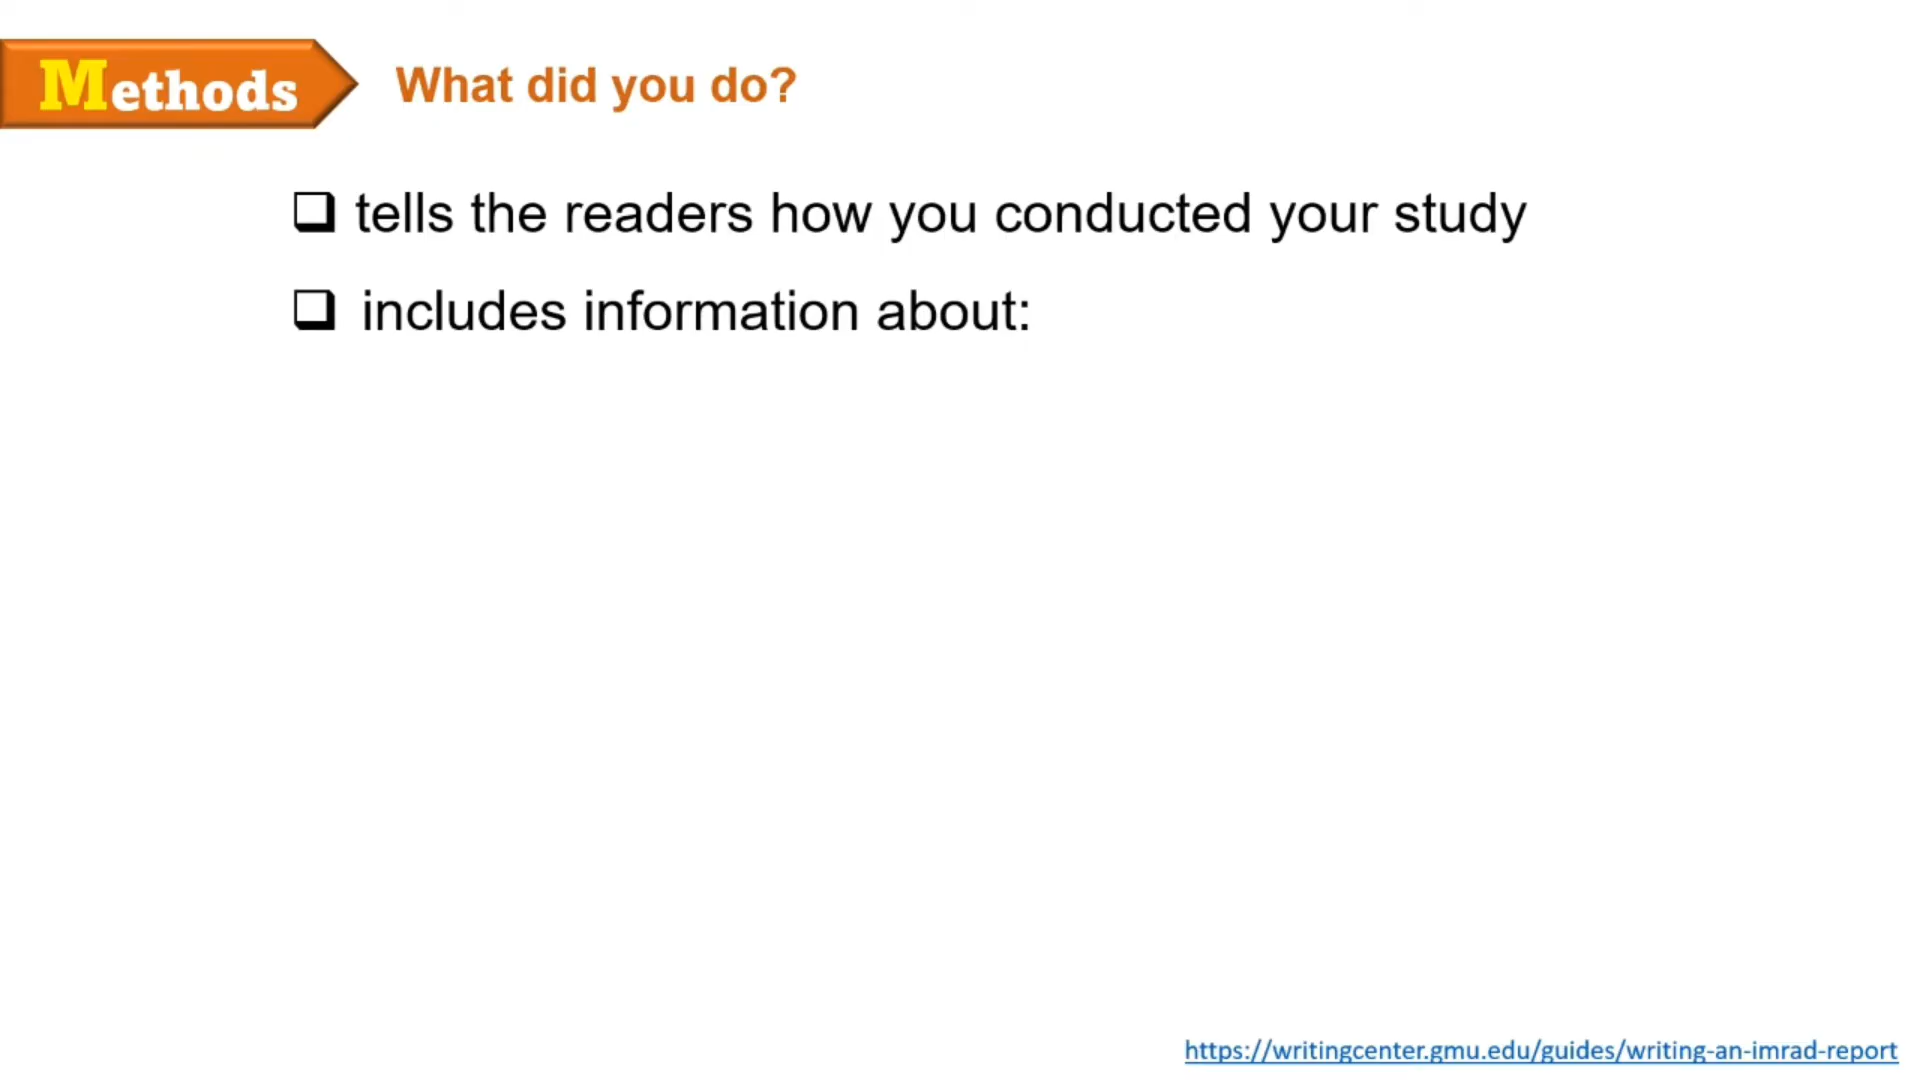 Methods What did you do?
tells the readers how you conducted your study
includes information about:
https://writingcenter.gmu.edu/guides/writing-an-imrad-report